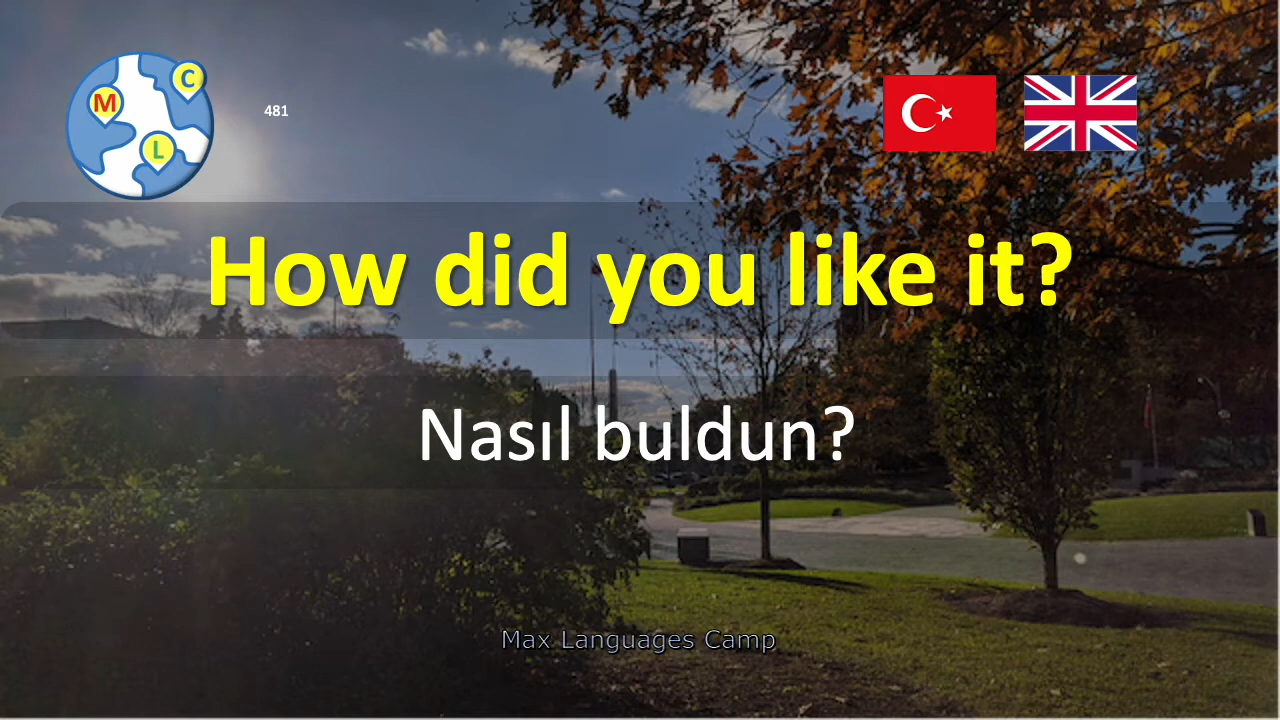 C
M
L
481
How did you like it?
Nasıl buldun?
Max Languages Camp